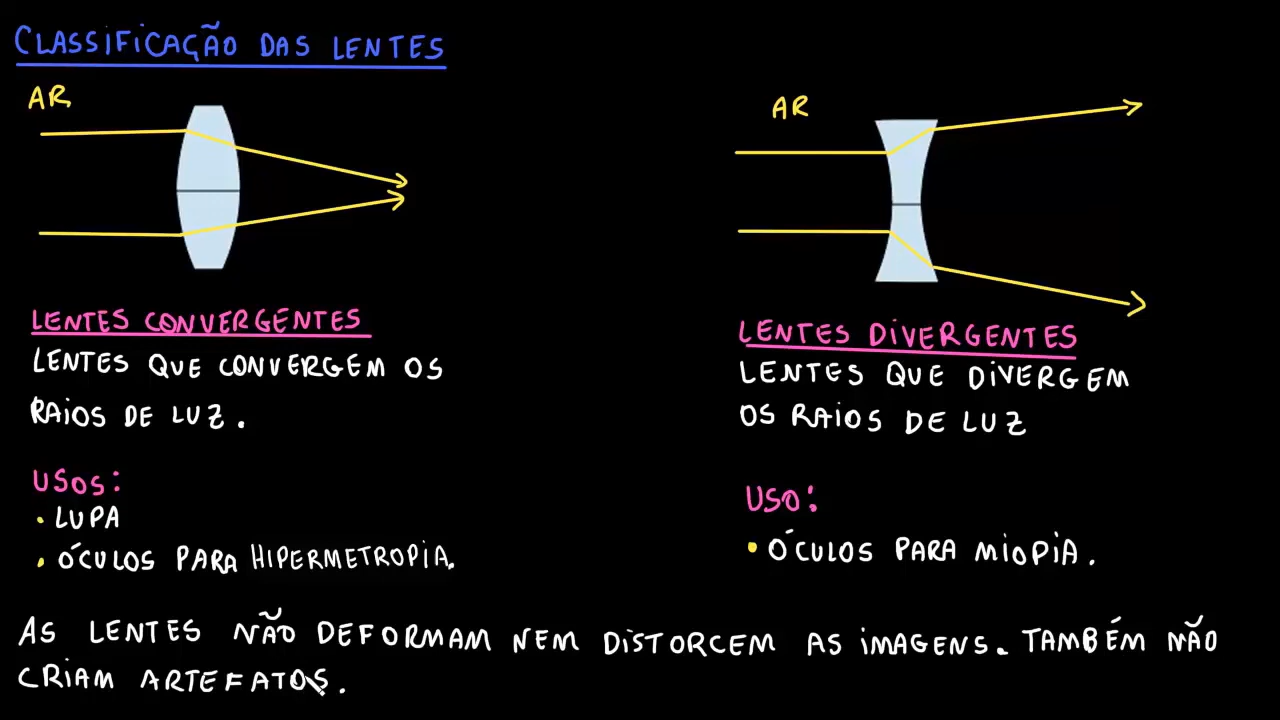 CLASSIFICAÇÃO DAS LENTES
AR
LENTES CONVERGENTES
LENTES QUE CONVERGEM OS
RAIOS DE LUZ.
USOS:
• LUPA
• ÓCULOS PARA HIPERMETROPIA.
AR
LENTES DIVERGENTES
LENTES QUE DIVERGEM
OS RAIOS DE LUZ
USO:
• ÓCULOS PARA MIOPIA.
AS LENTES NÃO DEFORMAM NEM DISTORCEM AS IMAGENS. TAMBÉM NÃO
CRIAM ARTEFATOS.